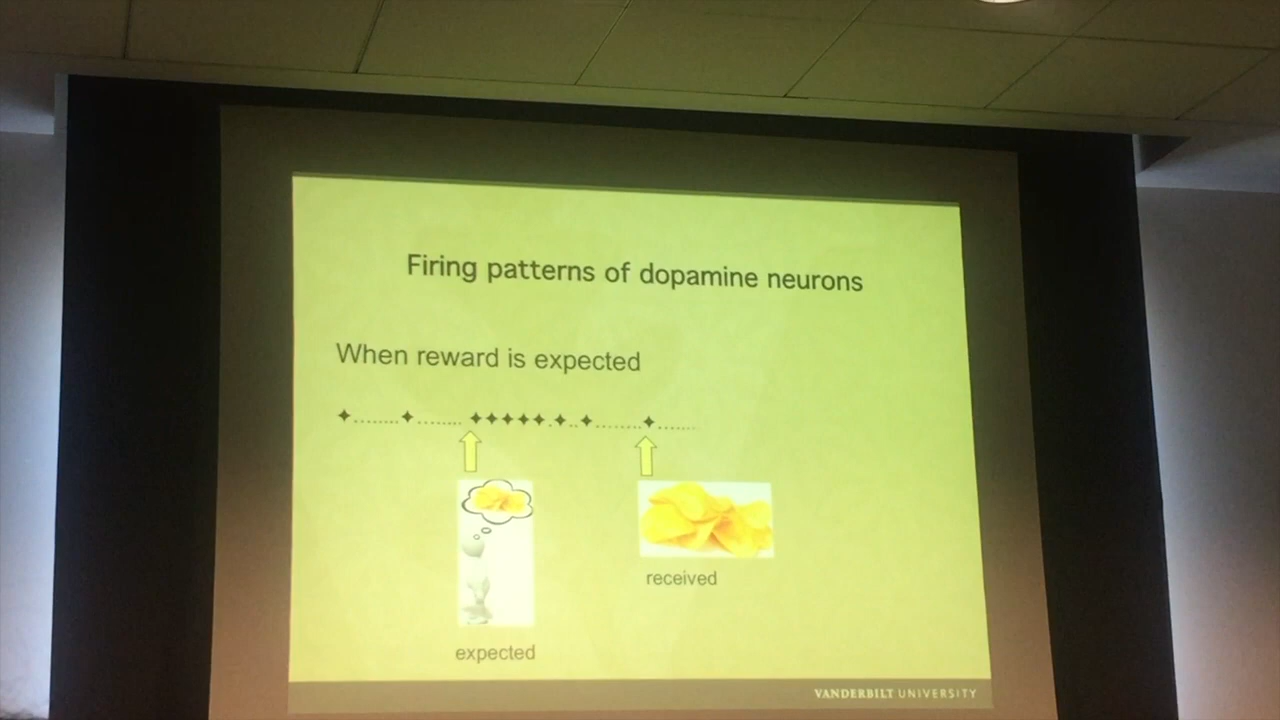 Firing patterns of dopamine neurons
When reward is expected
received
expected
VANDERBILT UNIVERSITY